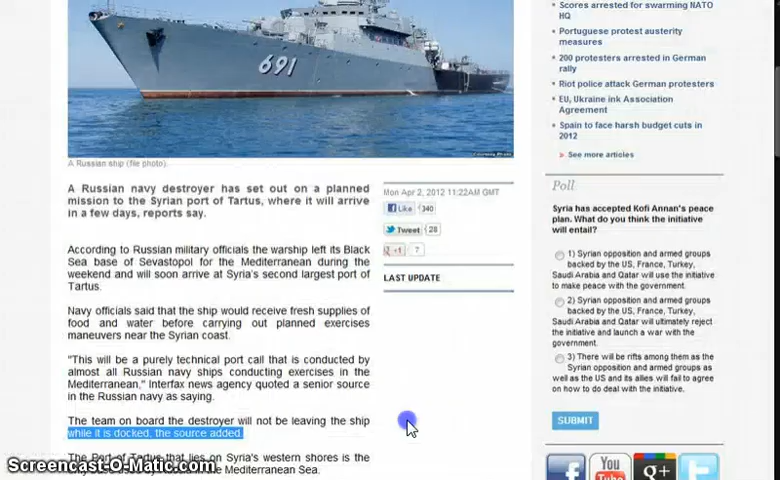 691
A Russian ship (file photo).
A Russian navy destroyer has set out on a planned
mission to the Syrian port of Tartus, where it will arrive
in a few days, reports say.
According to Russian military officials the warship left its Black
Sea base of Sevastopol for the Mediterranean during the
weekend and will soon arrive at Syria's second largest port of
Tartus.
Navy officials said that the ship would receive fresh supplies of
food and water before carrying out planned exercises
maneuvers near the Syrian coast.
"This will be a purely technical port call that is conducted by
almost all Russian navy ships conducting exercises in the
Mediterranean," Interfax news agency quoted a senior source
in the Russian navy as saying.
The team on board the destroyer will not be leaving the ship
while it is docked, the source added.
The Port of Tartus that lies on Syria's western shores is the
Mediterranean Sea.
Mon Apr 2, 2012 11:22AM GMT
Like 340
Tweet 28
+1 7
LAST UPDATE
Scores arrested for swarming NATO
HQ
Portuguese protest austerity
measures
200 protesters arrested in German
rally
Riot police attack German protesters
EU, Ukraine ink Association
Agreement
Spain to face harsh budget cuts in
2012
» See more articles
Poll
Syria has accepted Kofi Annan's peace
plan. What do you think the initiative
will entail?
1) Syrian opposition and armed groups
backed by the US, France, Turkey,
Saudi Arabia and Qatar will use the initiative
to make peace with the government.
2) Syrian opposition and armed groups
backed by the US, France, Turkey,
Saudi Arabia and Qatar will ultimately reject
the initiative and launch a war with the
government.
3) There will be rifts among them as the
Syrian opposition and armed groups as
well as the US and its allies will fail to agree
on how to do deal with the initiative.
SUBMIT
You
Tube
Screencast-O-Matic.com